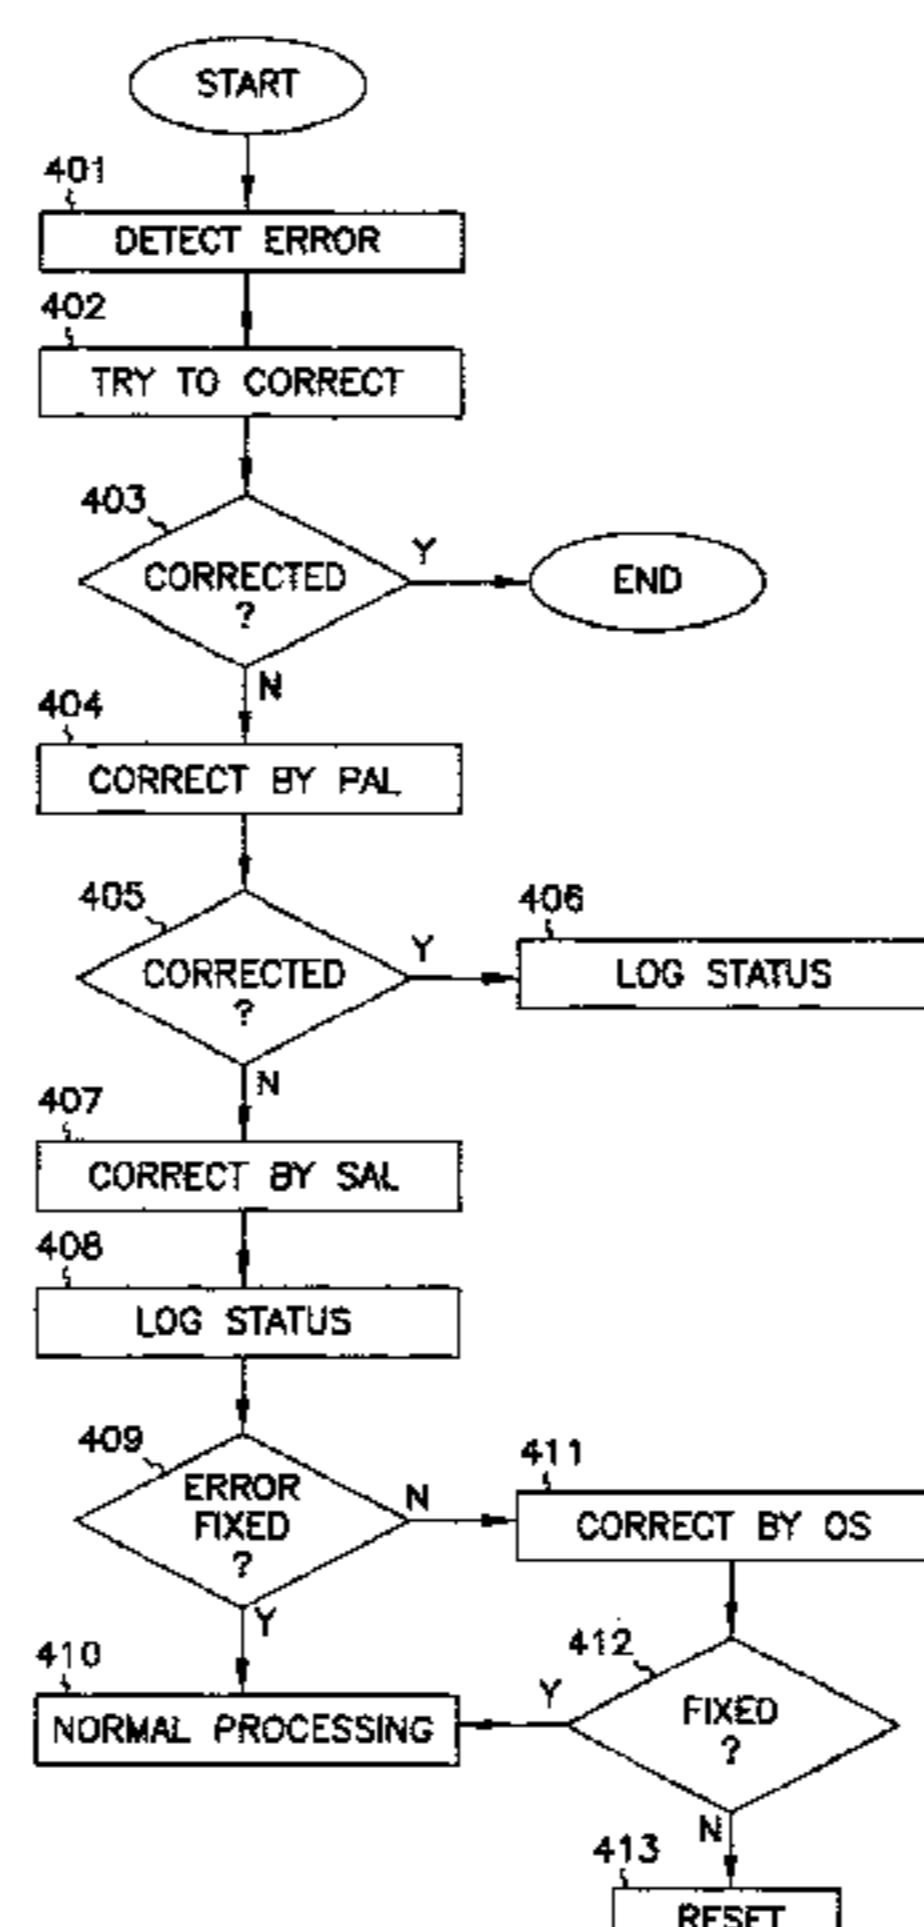 START
401
DETECT ERROR
402
TRY TO CORRECT
403
CORRECTED
?
Y
END
N
404
CORRECT BY PAL
405
CORRECTED
?
Y
406
LOG STATUS
N
407
CORRECT BY SAL
408
LOG STATUS
409
ERROR
FIXED
?
N
411
CORRECT BY OS
Y
410
NORMAL PROCESSING
412
Y
FIXED
?
N
413
RESET